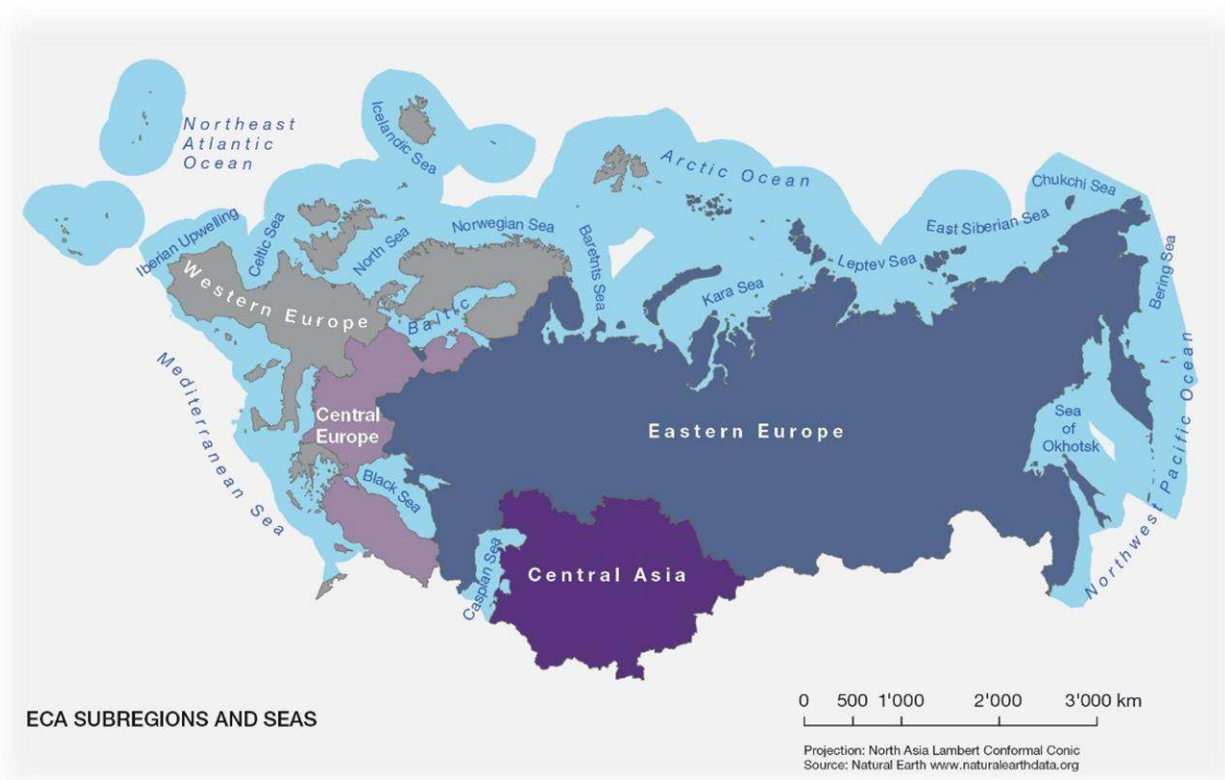 Northeast
Atlantic
Ocean
Icelandic Sea
Arctic Ocean
Chukchi Sea
Iberian Upwelling
Celtic Sea
North Sea
Norwegian Sea
Baretnts Sea
Kara Sea
Leptev Sea
East Siberian Sea
Bering Sea
Western Europe
Baltic
Mediterranean Sea
Central
Europe
Eastern Europe
Sea
of
Okhotsk
Northwest Pacific Ocean
Black Sea
Caspian Sea
Central Asia
ECA SUBREGIONS AND SEAS
0 500 1'000 2'000 3'000 km
Projection: North Asia Lambert Conformal Conic
Source: Natural Earth www.naturalearthdata.org